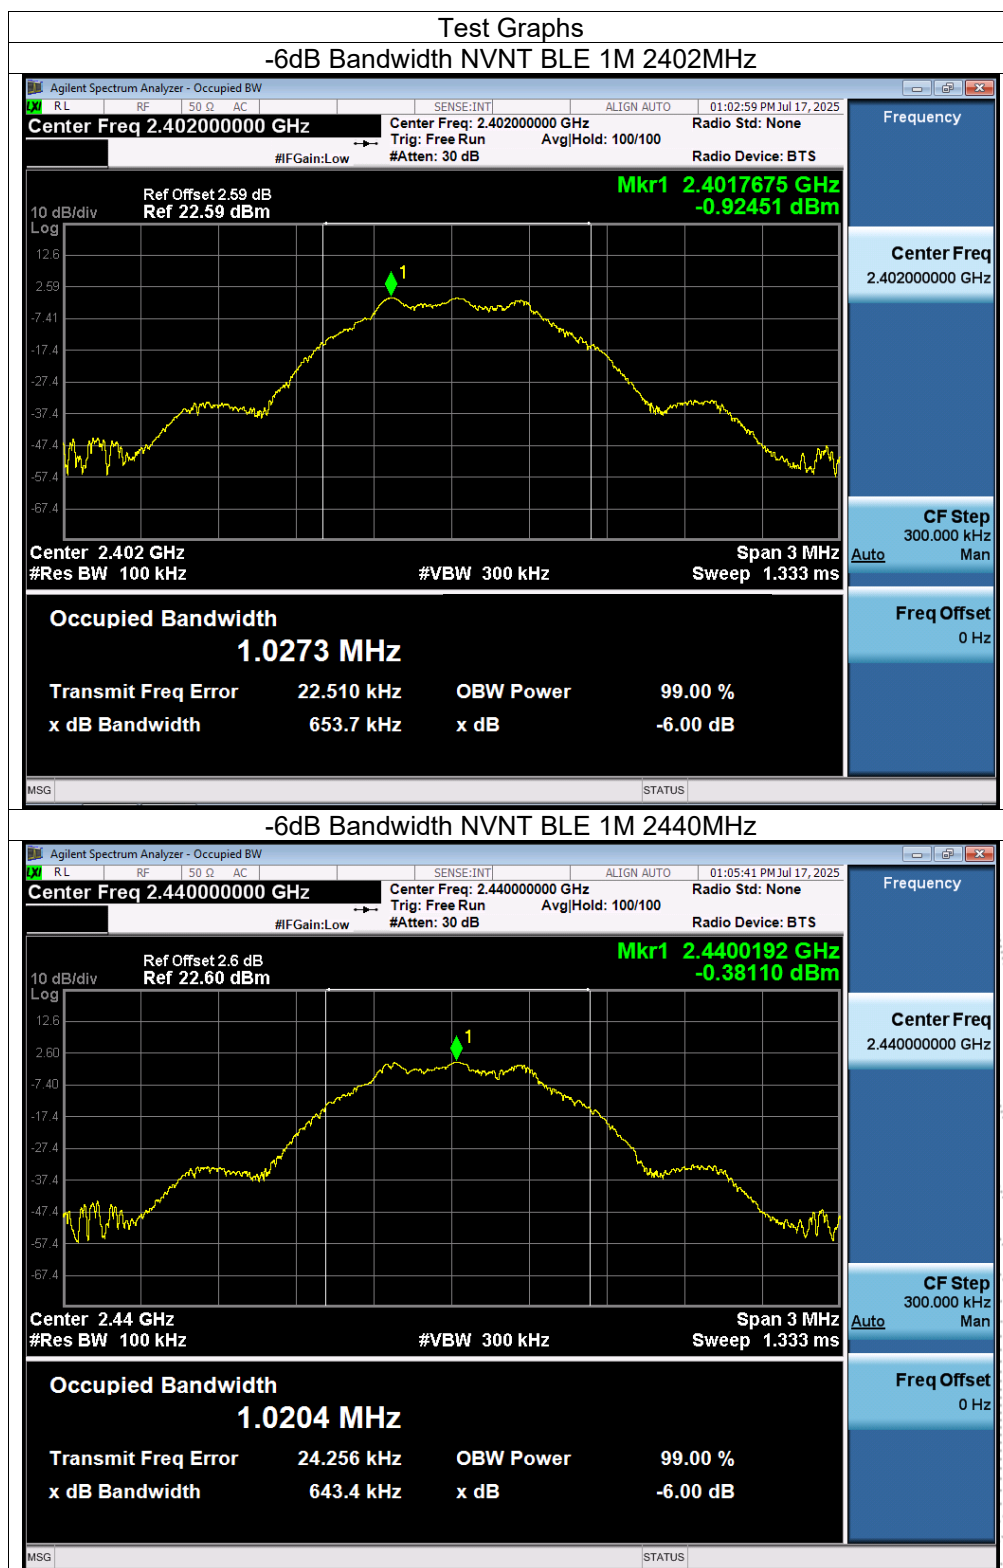 Test Graphs
-6dB Bandwidth NVNT BLE 1M 2402MHz
Agilent Spectrum Analyzer - Occupied BW
LXI RL RF 50 Ω AC SENSE:INT ALIGN AUTO 01:02:59 PM Jul 17, 2025
Center Freq 2.402000000 GHz Center Freq: 2.402000000 GHz Radio Std: None Frequency
Trig: Free Run Avg|Hold: 100/100
#IFGain:Low #Atten: 30 dB Radio Device: BTS
Mkr1 2.4017675 GHz
-0.92451 dBm
Ref Offset 2.59 dB
10 dB/div Ref 22.59 dBm
Log
12.6
2.59
-7.41
-17.4
-27.4
-37.4
-47.4
-57.4
-67.4
1
Center Freq
2.402000000 GHz
Center 2.402 GHz Span 3 MHz
#Res BW 100 kHz #VBW 300 kHz Sweep 1.333 ms
CF Step
300.000 kHz
Auto Man
Freq Offset
0 Hz
Occupied Bandwidth
1.0273 MHz
Transmit Freq Error 22.510 kHz OBW Power 99.00 %
x dB Bandwidth 653.7 kHz x dB -6.00 dB
MSG STATUS
-6dB Bandwidth NVNT BLE 1M 2440MHz
Agilent Spectrum Analyzer - Occupied BW
LXI RL RF 50 Ω AC SENSE:INT ALIGN AUTO 01:05:41 PM Jul 17, 2025
Center Freq 2.440000000 GHz Center Freq: 2.440000000 GHz Radio Std: None Frequency
Trig: Free Run Avg|Hold: 100/100
#IFGain:Low #Atten: 30 dB Radio Device: BTS
Mkr1 2.4400192 GHz
-0.38110 dBm
Ref Offset 2.6 dB
10 dB/div Ref 22.60 dBm
Log
12.6
2.60
-7.40
-17.4
-27.4
-37.4
-47.4
-57.4
-67.4
1
Center Freq
2.440000000 GHz
Center 2.44 GHz Span 3 MHz
#Res BW 100 kHz #VBW 300 kHz Sweep 1.333 ms
CF Step
300.000 kHz
Auto Man
Freq Offset
0 Hz
Occupied Bandwidth
1.0204 MHz
Transmit Freq Error 24.256 kHz OBW Power 99.00 %
x dB Bandwidth 643.4 kHz x dB -6.00 dB
MSG STATUS